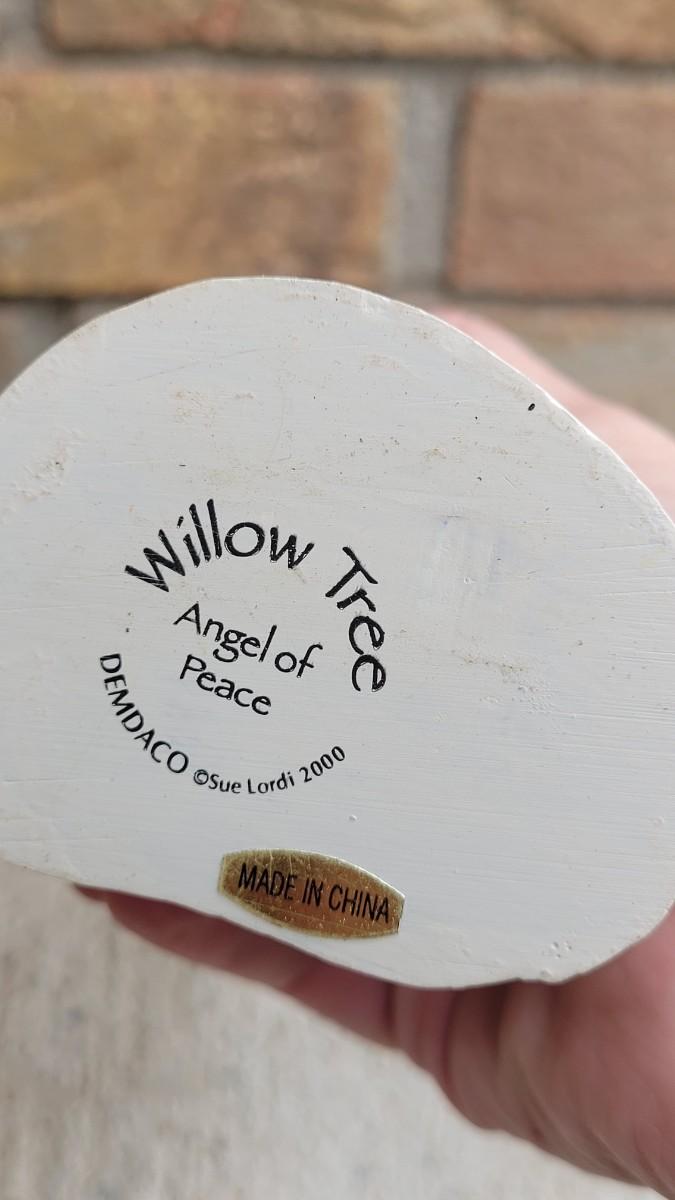 Willow Tree
Angel of
Peace
DEMDACO ©Sue Lordi 2000
MADE IN CHINA